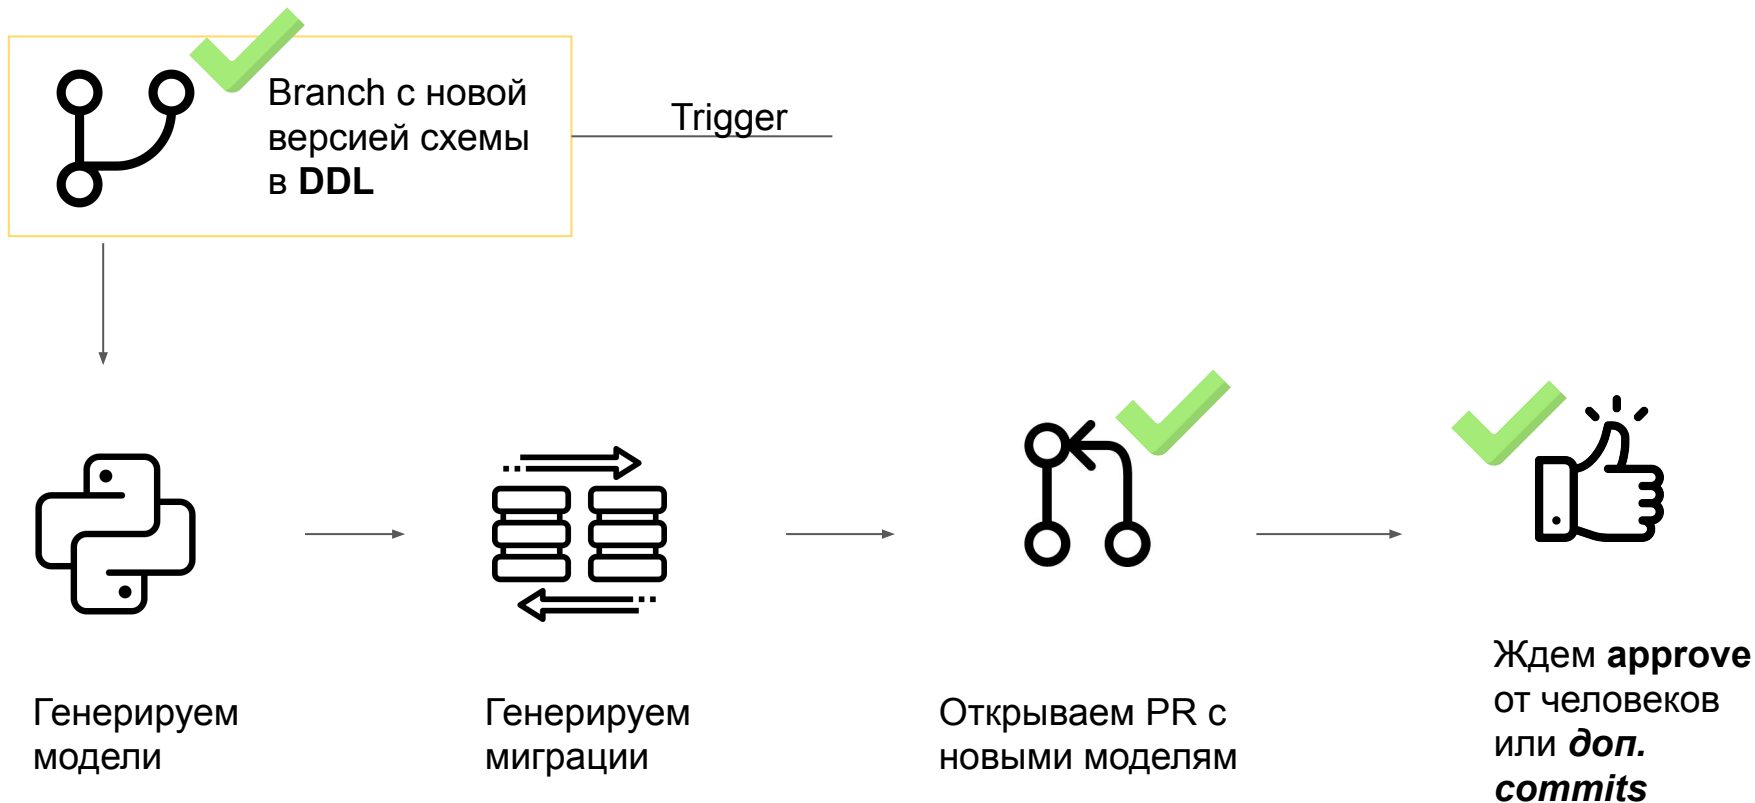 Branch с новой
версией схемы
в DDL
Trigger
Генерируем
модели
Генерируем
миграции
Открываем PR с
новыми моделям
Ждем approve
от человеков
или доп.
commits